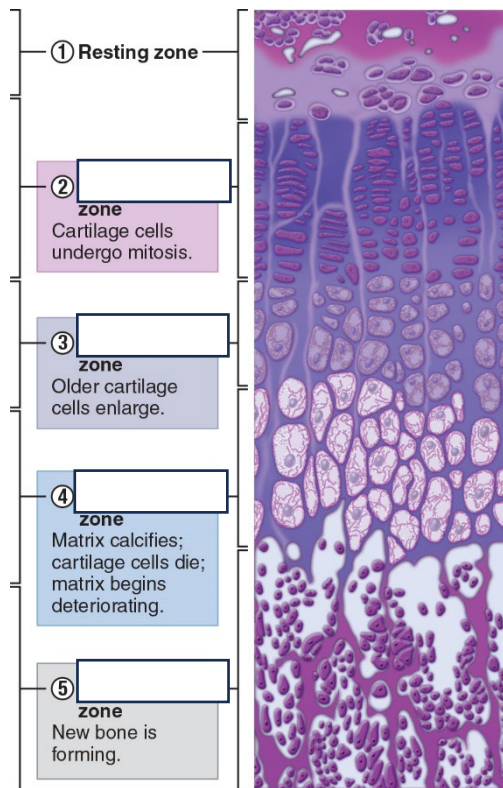 ① Resting zone
②
zone
Cartilage cells
undergo mitosis.
③
zone
Older cartilage
cells enlarge.
④
zone
Matrix calcifies;
cartilage cells die;
matrix begins
deteriorating.
⑤
zone
New bone is
forming.